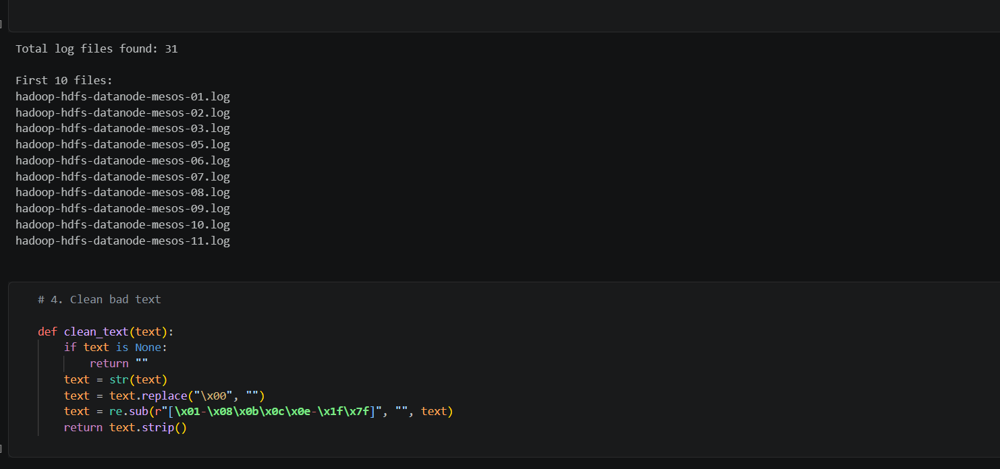 ]
Total log files found: 31
First 10 files:
hadoop-hdfs-datanode-mesos-01.log
hadoop-hdfs-datanode-mesos-02.log
hadoop-hdfs-datanode-mesos-03.log
hadoop-hdfs-datanode-mesos-05.log
hadoop-hdfs-datanode-mesos-06.log
hadoop-hdfs-datanode-mesos-07.log
hadoop-hdfs-datanode-mesos-08.log
hadoop-hdfs-datanode-mesos-09.log
hadoop-hdfs-datanode-mesos-10.log
hadoop-hdfs-datanode-mesos-11.log
# 4. Clean bad text
def clean_text(text):
    if text is None:
        return ""
    text = str(text)
    text = text.replace("\x00", "")
    text = re.sub(r"[\x01-\x08\x0b\x0c\x0e-\x1f\x7f]", "", text)
    return text.strip()
]